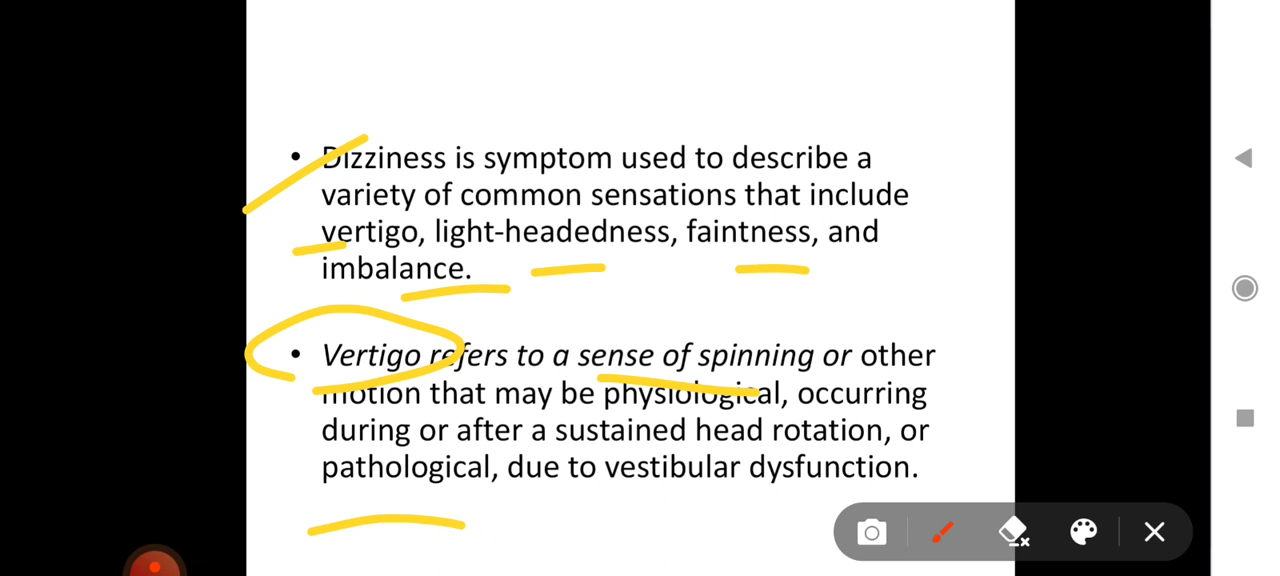 • Dizziness is symptom used to describe a
variety of common sensations that include
vertigo, light-headedness, faintness, and
imbalance.
• Vertigo refers to a sense of spinning or other
motion that may be physiological, occurring
during or after a sustained head rotation, or
pathological, due to vestibular dysfunction.